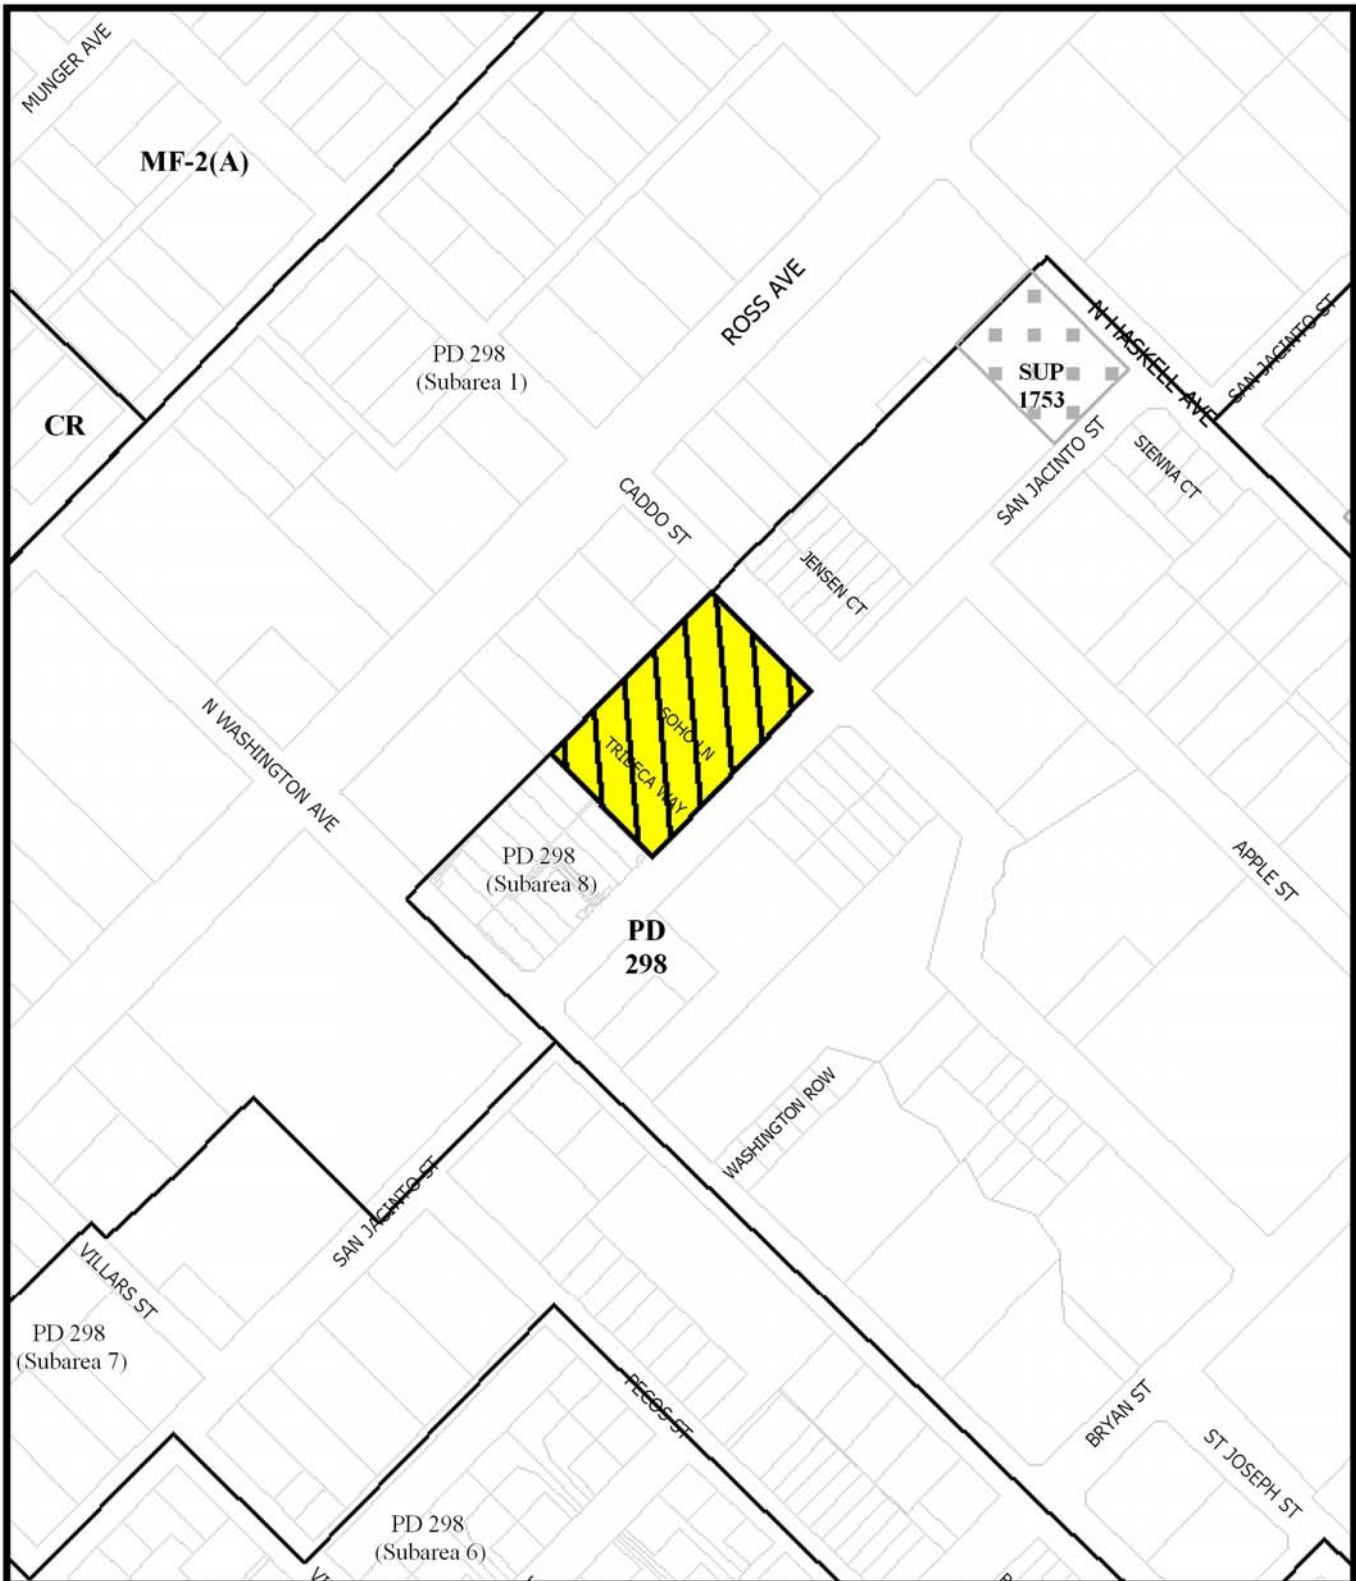 MUNGER AVE
MF-2(A)
ROSS AVE
N HASKELL AVE
SAN JACINTO ST
PD 298
(Subarea 1)
SUP
1753
CR
SAN JACINTO ST
SIENNA CT
CADDO ST
JENSEN CT
N WASHINGTON AVE
SOHO LN
TRIBECA WAY
PD 298
(Subarea 8)
APPLE ST
PD
298
WASHINGTON ROW
SAN JACINTO ST
VILLARS ST
PD 298
(Subarea 7)
PECOS ST
BRYAN ST
ST JOSEPH ST
PD 298
(Subarea 6)